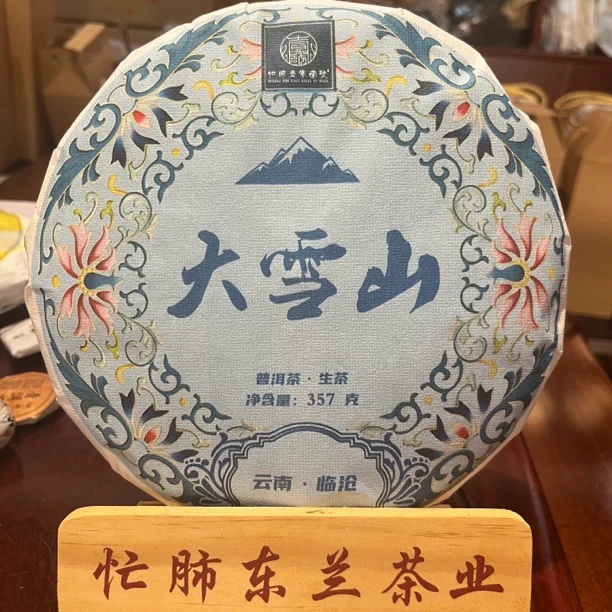 大雪山
普洱茶·生茶
净含量：357 克
云南·临沧
忙肺东兰茶业